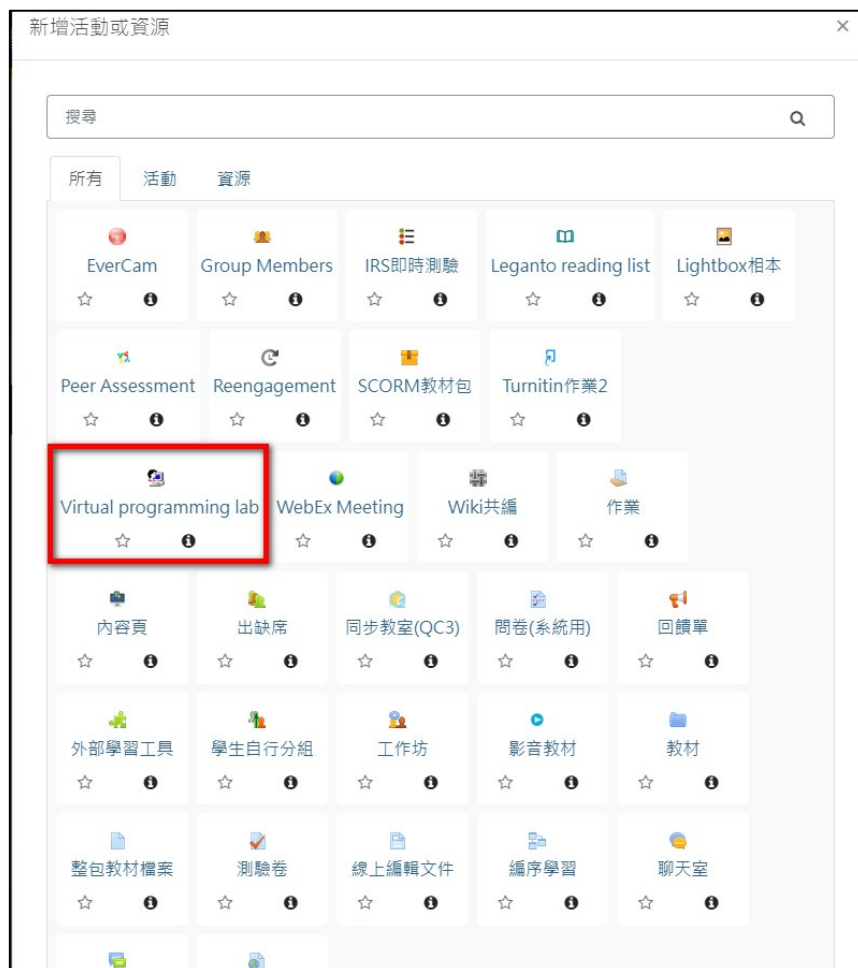 新增活動或資源
搜尋
所有 活動 資源
EverCam Group Members IRS即時測驗 Leganto reading list Lightbox相本
Peer Assessment Reengagement SCORM教材包 Turnitin作業2
Virtual programming lab WebEx Meeting Wiki共編 作業
內容頁 出缺席 同步教室(QC3) 問卷(系統用) 回饋單
外部學習工具 學生自行分組 工作坊 影音教材 教材
整包教材檔案 測驗卷 線上編輯文件 編序學習 聊天室